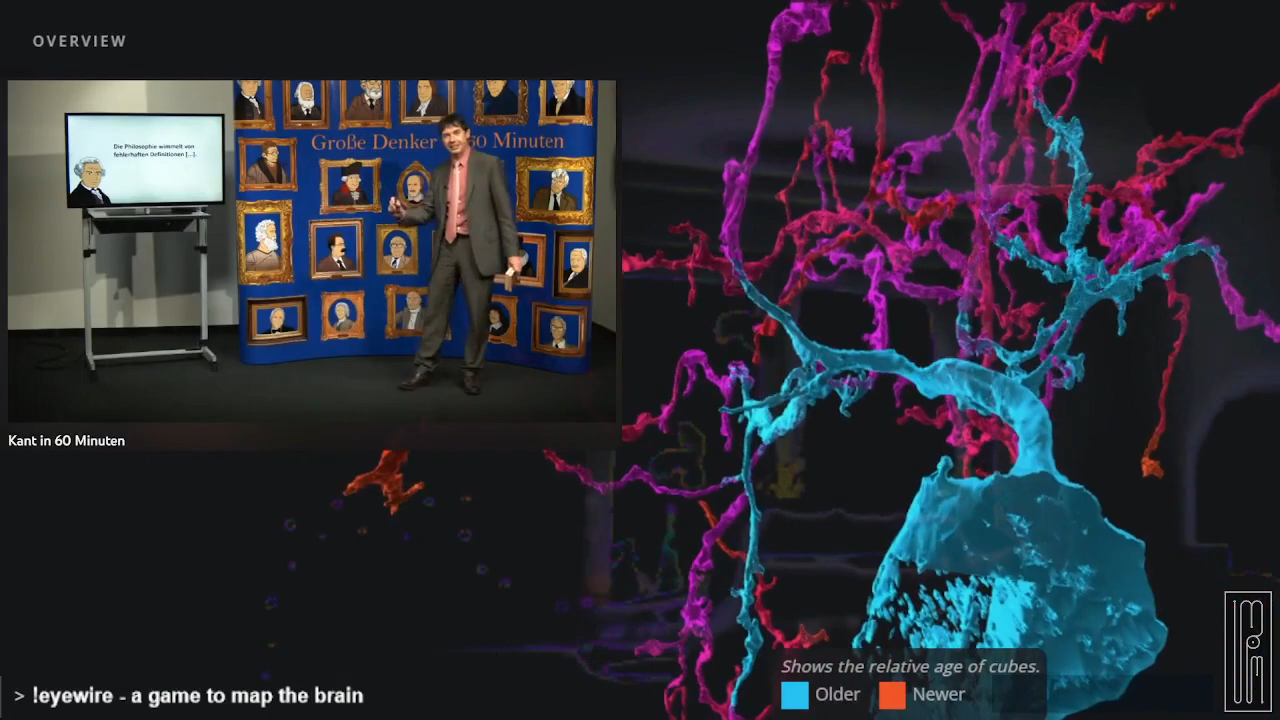 OVERVIEW
Die Philosophie wimmelt von
fehlerhaften Definitionen [...].
Große Denker 60 Minuten
Kant in 60 Minuten
Shows the relative age of cubes.
Older Newer
> !eyewire - a game to map the brain